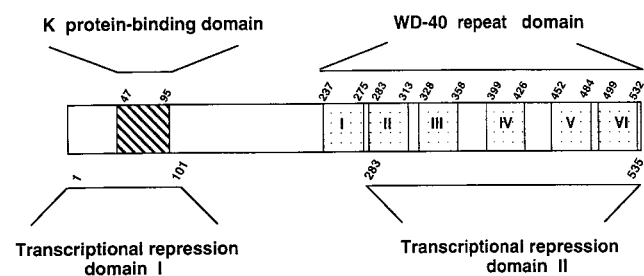 K protein-binding domain
WD-40 repeat domain
47 95 237 275 283 313 328 358 399 426 452 484 499 532
I II III IV V VI
1 101 283 535
Transcriptional repression
domain I
Transcriptional repression
domain II